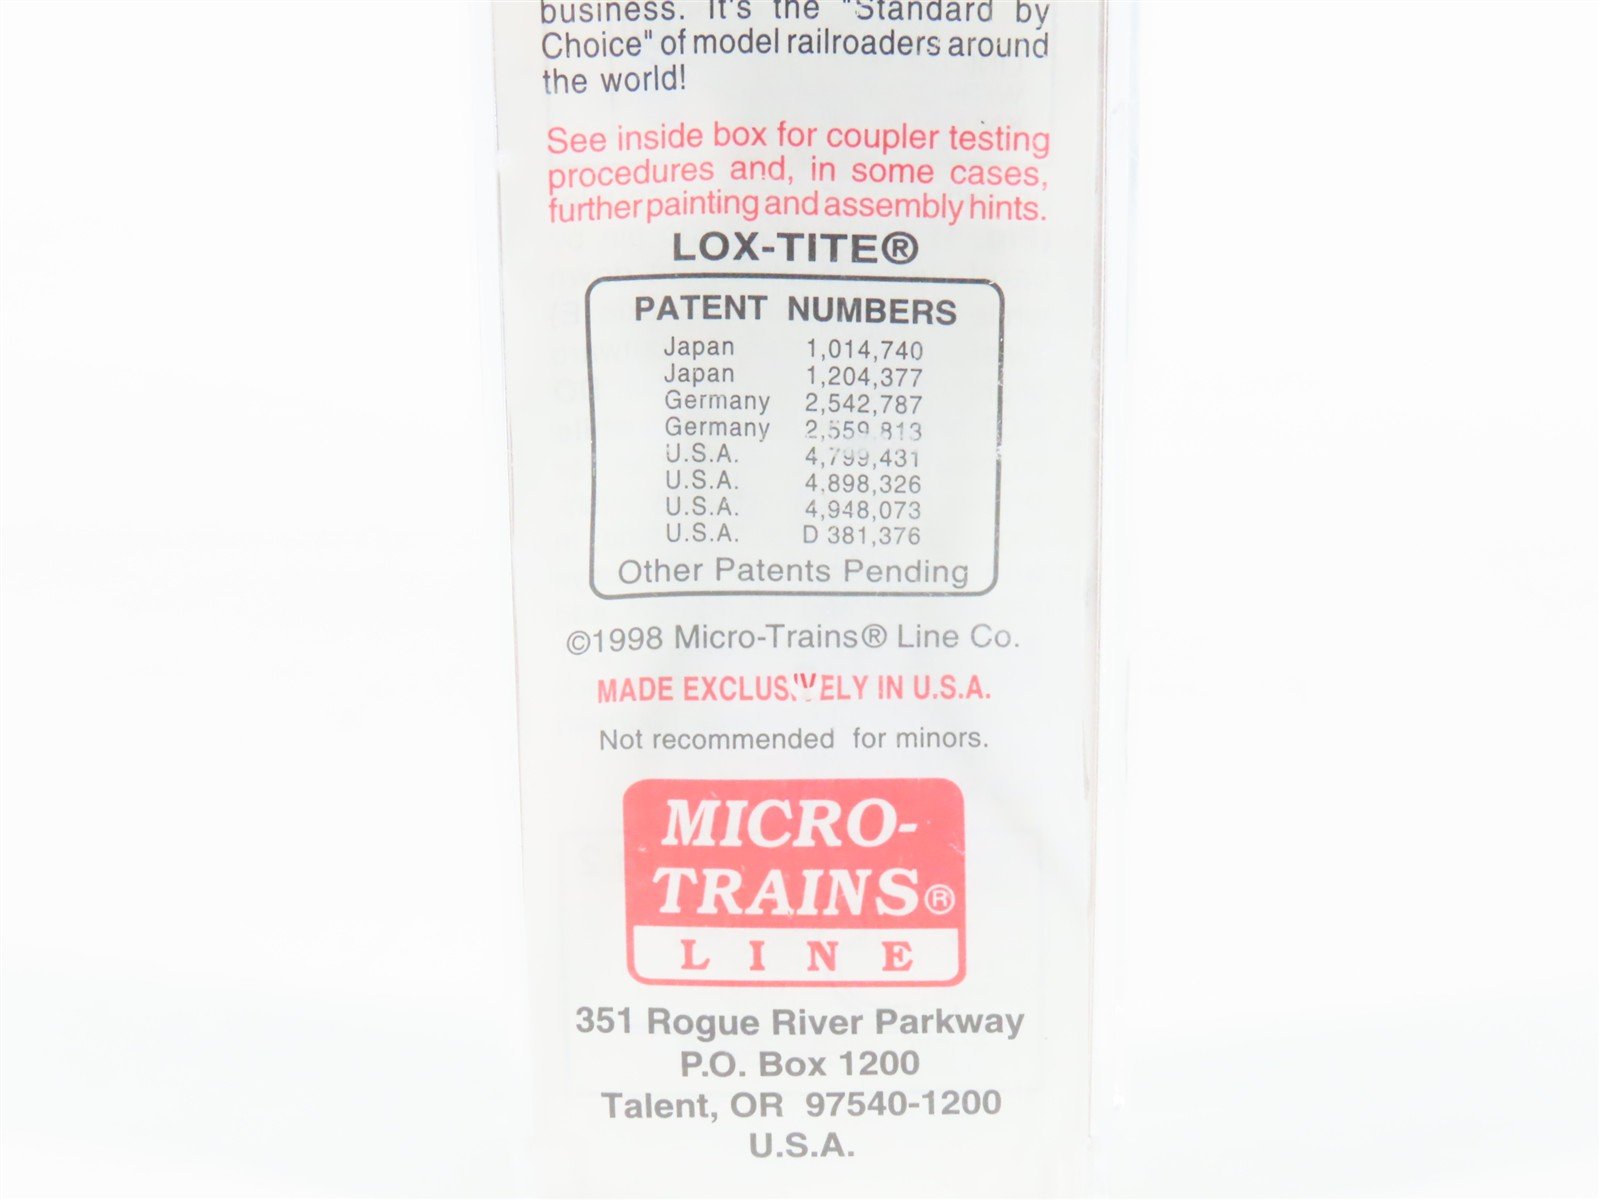 business. It's the "Standard by
Choice" of model railroaders around
the world!
See inside box for coupler testing
procedures and, in some cases,
further painting and assembly hints.
LOX-TITE®
PATENT NUMBERS
Japan 1,014,740
Japan 1,204,377
Germany 2,542,787
Germany 2,559,813
U.S.A. 4,799,431
U.S.A. 4,898,326
U.S.A. 4,948,073
U.S.A. D 381,376
Other Patents Pending
©1998 Micro-Trains® Line Co.
MADE EXCLUSIVELY IN U.S.A.
Not recommended for minors.
MICRO-
TRAINS®
LINE
351 Rogue River Parkway
P.O. Box 1200
Talent, OR 97540-1200
U.S.A.